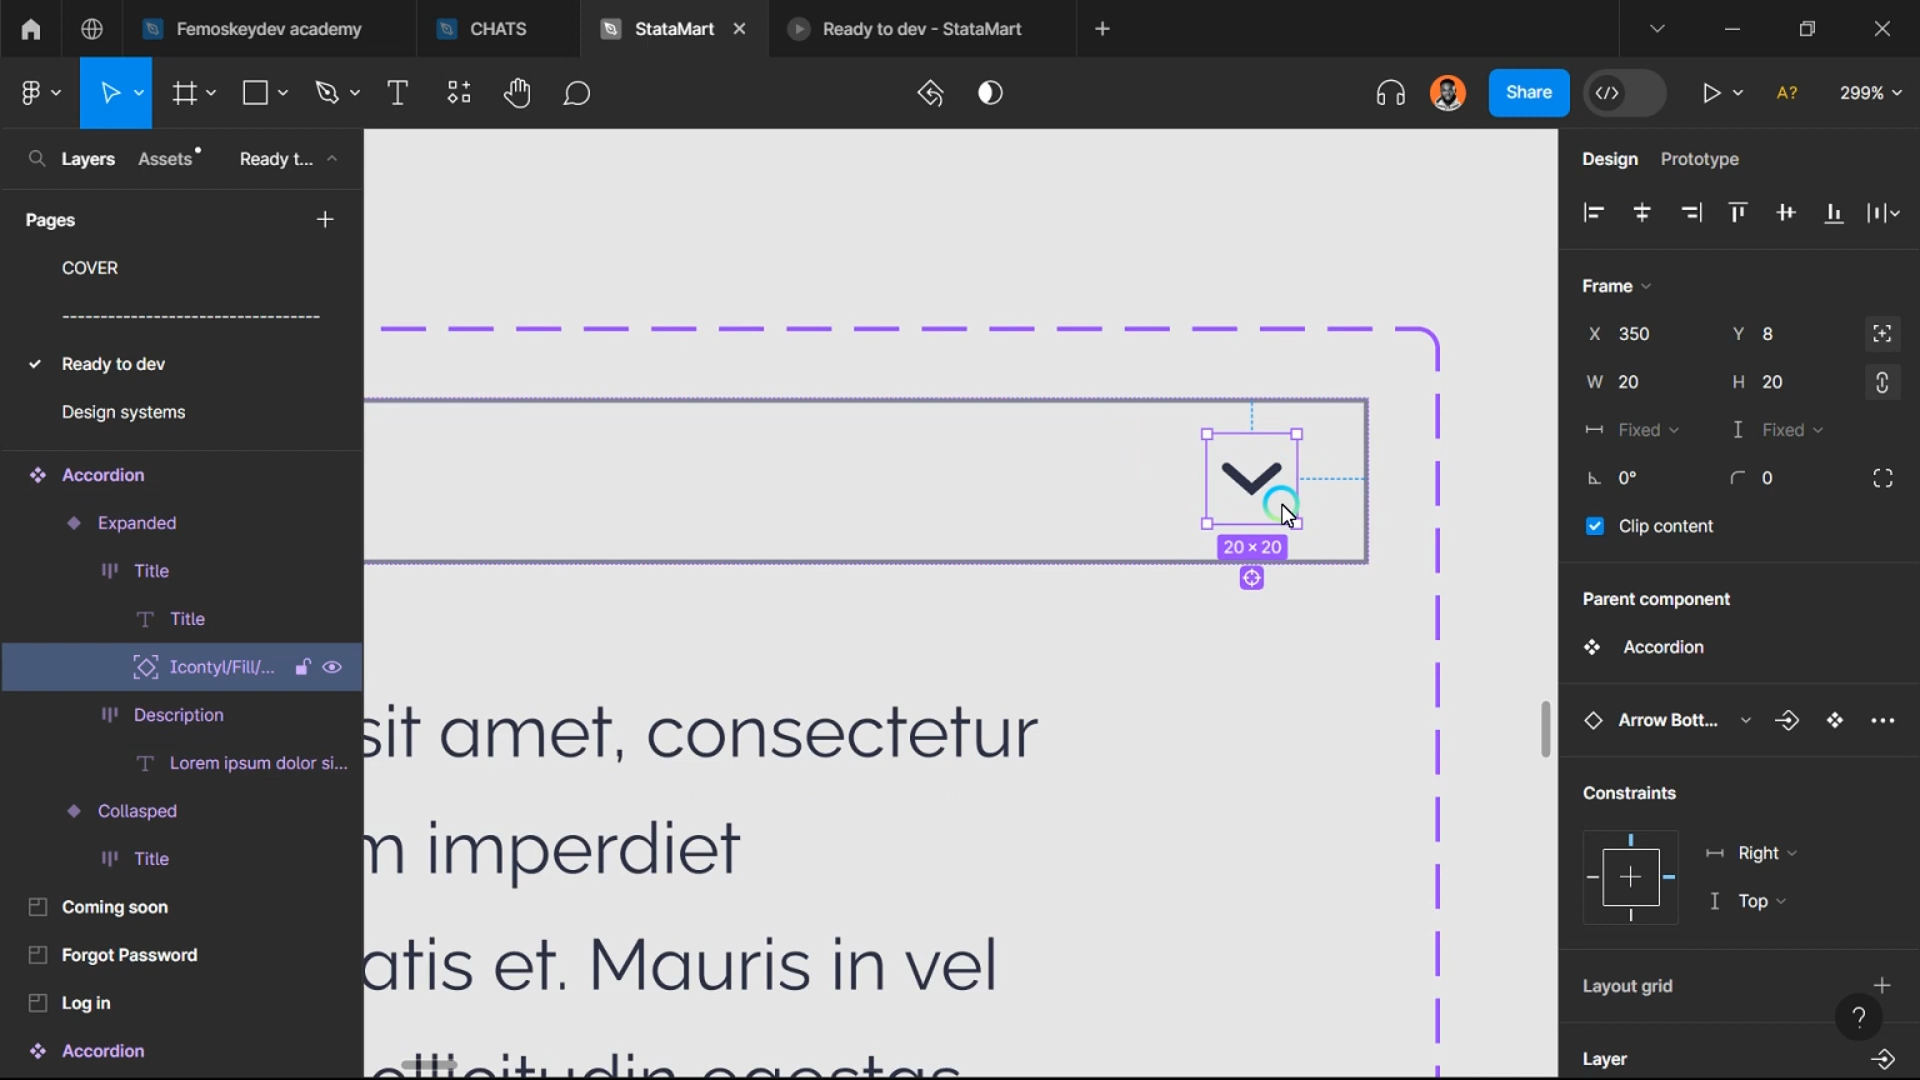 Femoskeydev academy
CHATS
StataMart
Ready to dev - StataMart
Share
A?
299%
Layers
Assets
Ready t...
Pages
COVER
----------------------------------
Ready to dev
Design systems
Accordion
Expanded
Title
Title
Icontyl/Fill/...
Description
Lorem ipsum dolor si...
Collasped
Title
Coming soon
Forgot Password
Log in
Accordion
20 × 20
sit amet, consectetur
m imperdiet
atis et. Mauris in vel
ollicitudin egestas
Design
Prototype
Frame
X 350
Y 8
W 20
H 20
Fixed
Fixed
0°
0
Clip content
Parent component
Accordion
Arrow Bott...
Constraints
Right
Top
Layout grid
?
Layer